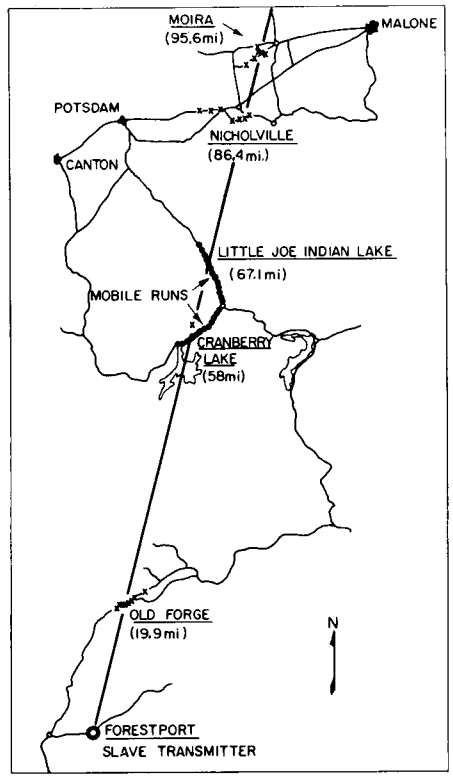 MOIRA
(95.6mi)
MALONE
POTSDAM
NICHOLVILLE
(86.4mi.)
CANTON
LITTLE JOE INDIAN LAKE
(67.1mi)
MOBILE RUNS
CRANBERRY
LAKE
(58mi)
OLD FORGE
(19.9mi)
N
FORESTPORT
SLAVE TRANSMITTER